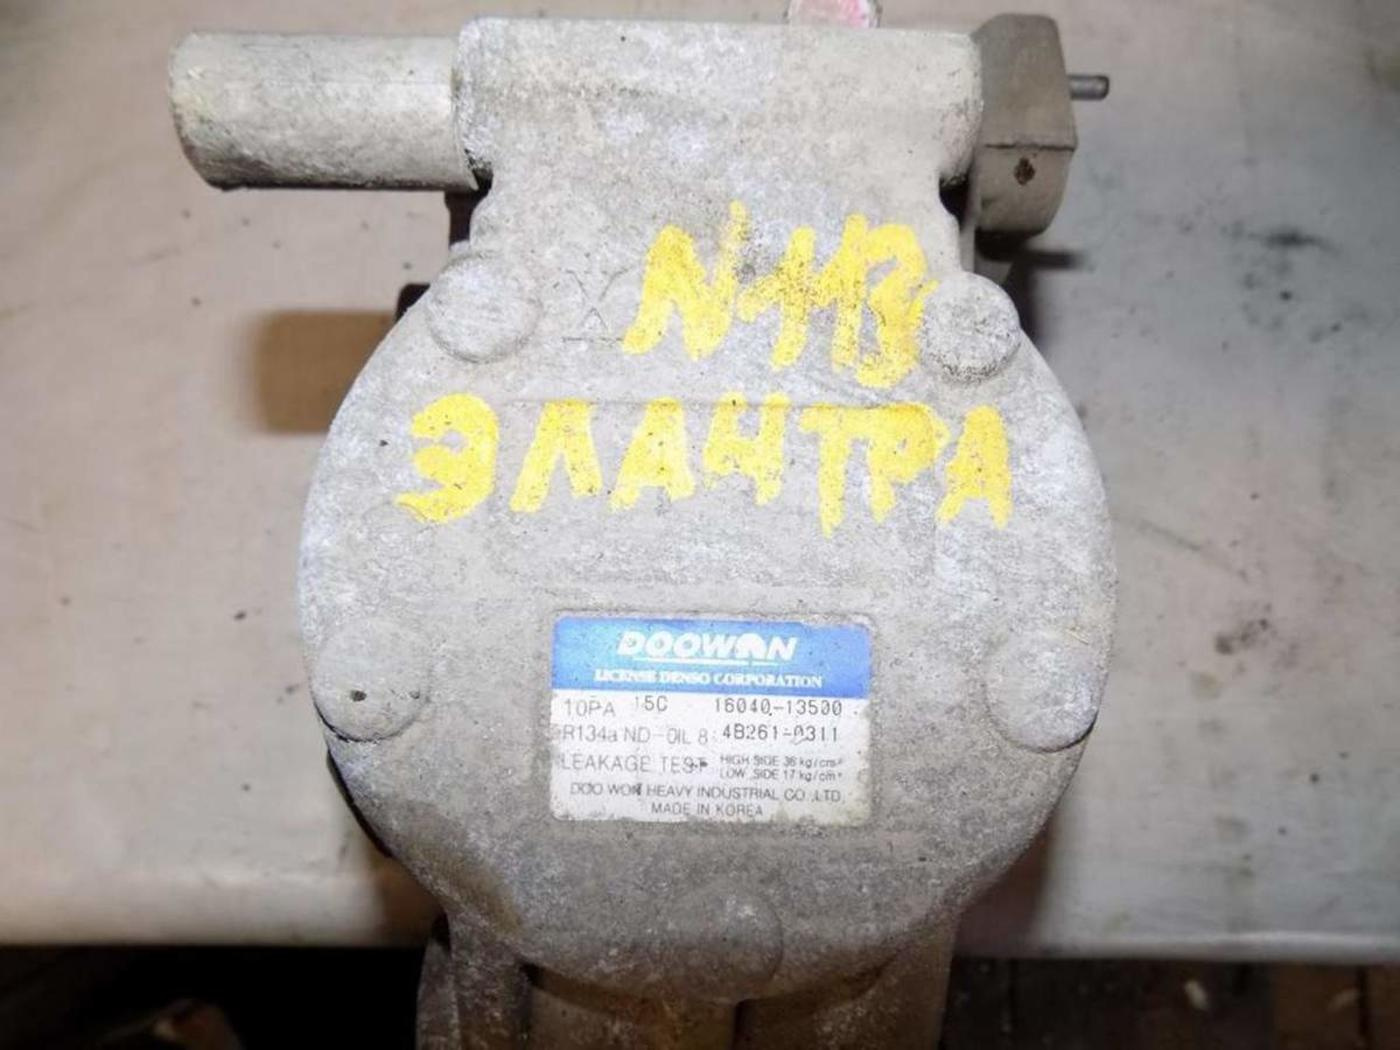 N113
ЭЛАНТРА
DOOWON
LICENSE DENSO CORPORATION
10PA 15C 16040-13500
R134a ND-OIL 8 4B261-0311
LEAKAGE TEST HIGH SIDE 36 kg/cm²
LOW SIDE 17 kg/cm²
DOO WON HEAVY INDUSTRIAL CO.,LTD
MADE IN KOREA